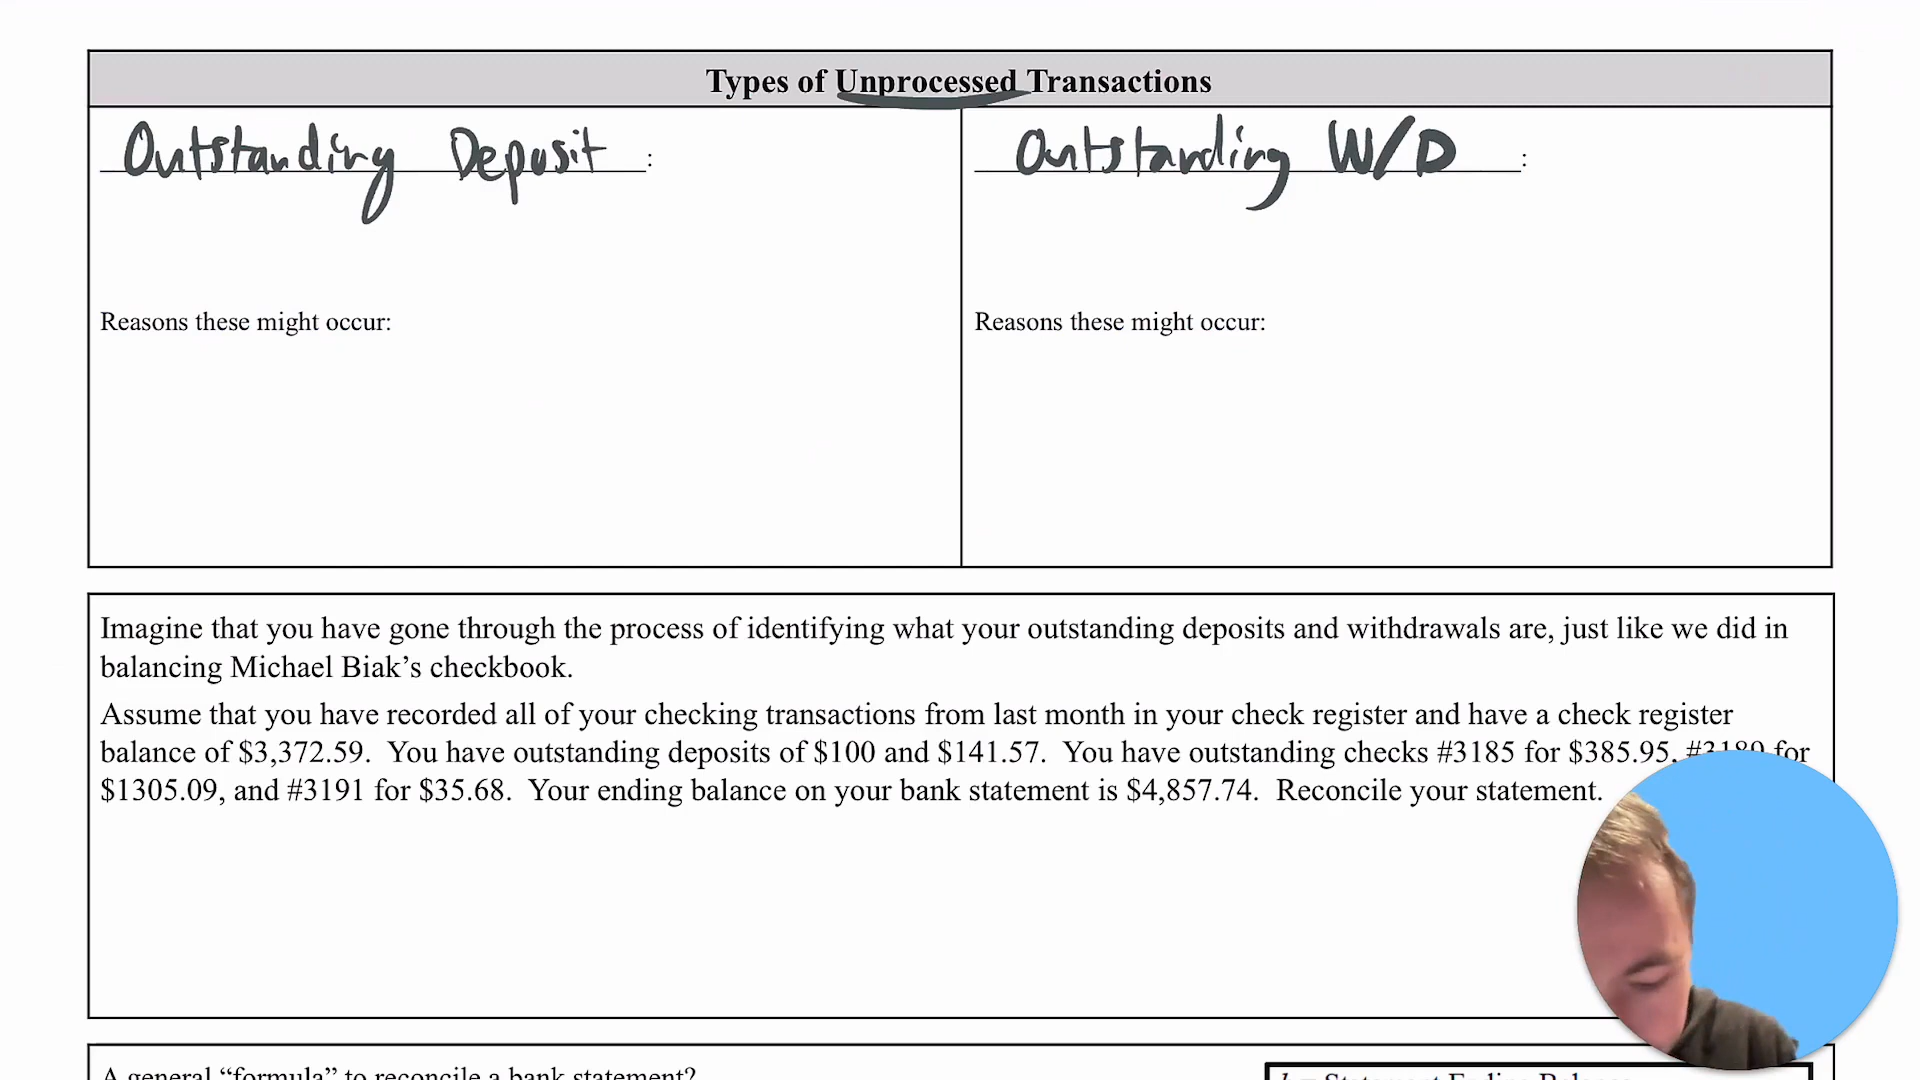 Types of Unprocessed Transactions
Outstanding Deposit :
Outstanding W/D :
Reasons these might occur:
Reasons these might occur:
Imagine that you have gone through the process of identifying what your outstanding deposits and withdrawals are, just like we did in
balancing Michael Biak’s checkbook.
Assume that you have recorded all of your checking transactions from last month in your check register and have a check register
balance of $3,372.59. You have outstanding deposits of $100 and $141.57. You have outstanding checks #3185 for $385.95, #3189 for
$1305.09, and #3191 for $35.68. Your ending balance on your bank statement is $4,857.74. Reconcile your statement.
A general “formula” to reconcile a bank statement?
b = Statement Ending Balance